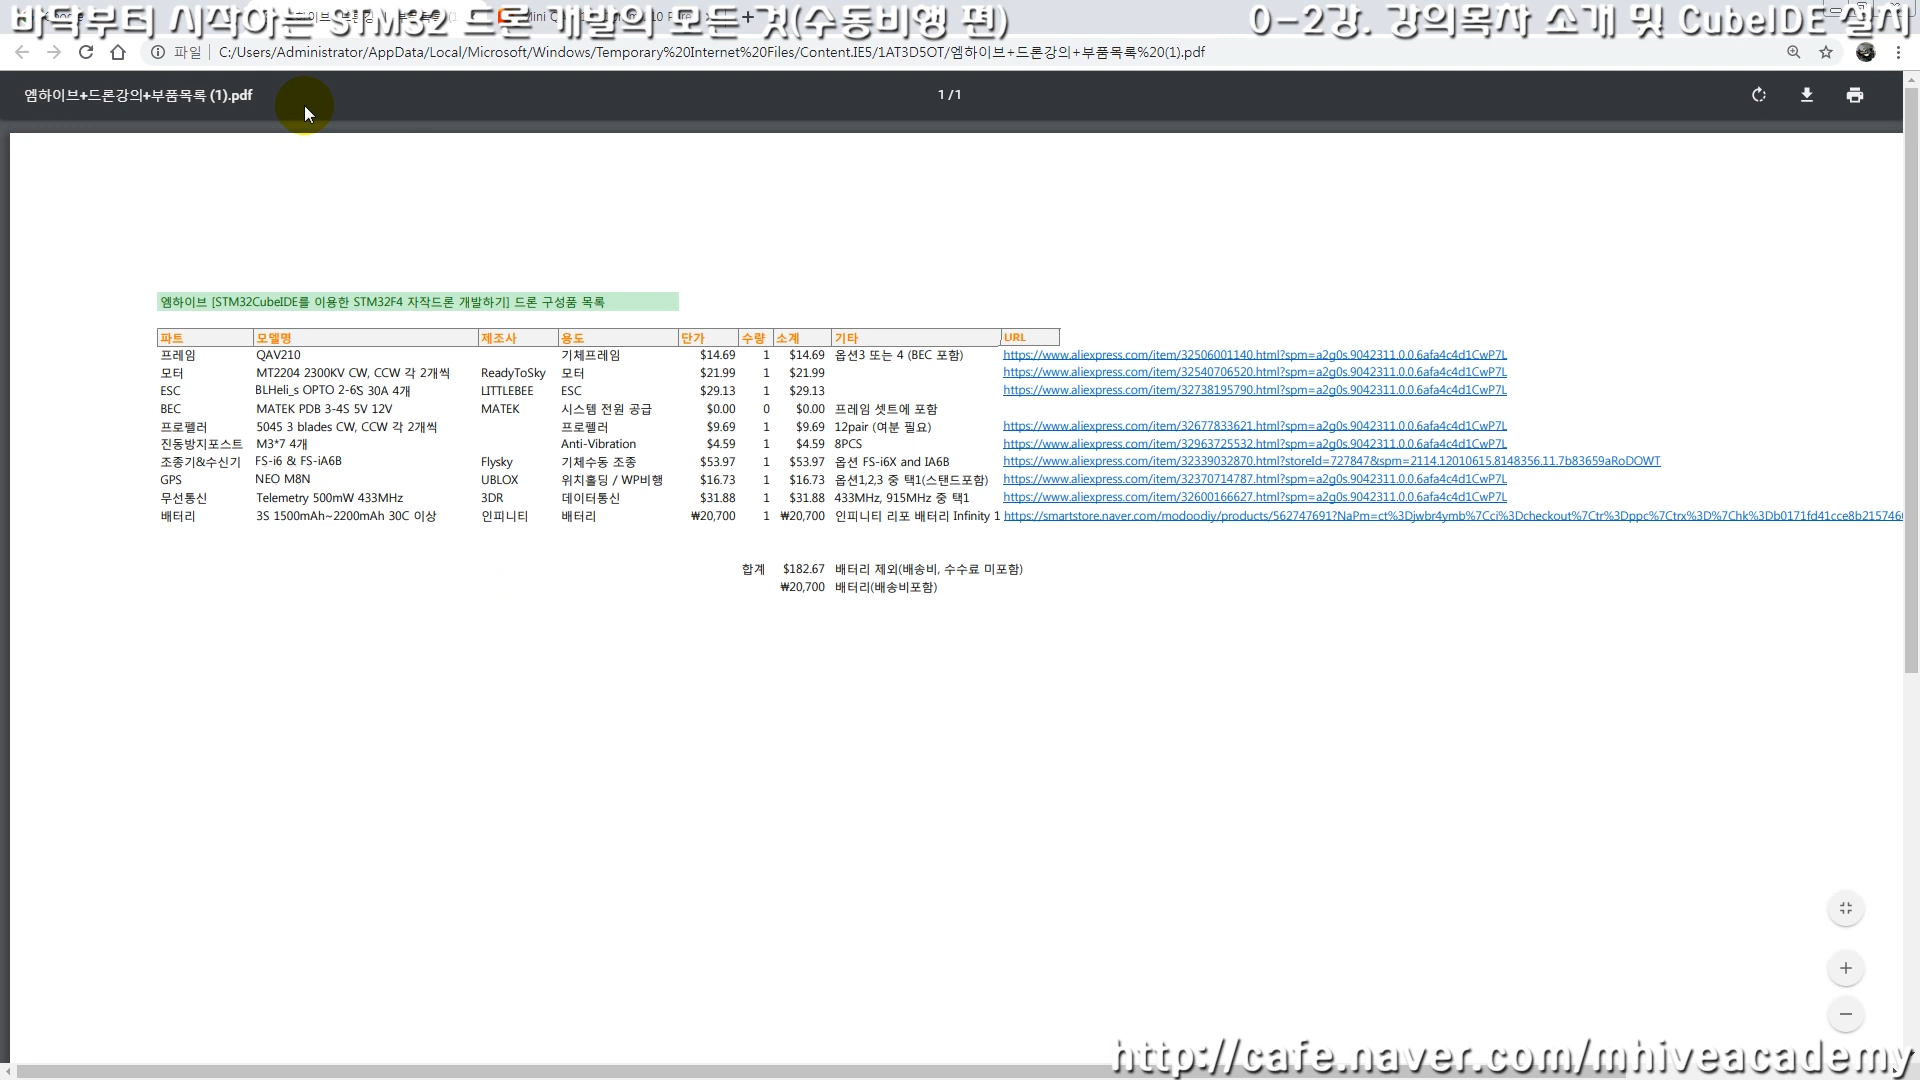 바닥부터 시작하는 STM32 드론 개발의 모든 것(수동비행 편)
0-2강. 강의목차 소개 및 CubeIDE 설치
파일 C:/Users/Administrator/AppData/Local/Microsoft/Windows/Temporary%20Internet%20Files/Content.IE5/1AT3D5OT/엠하이브+드론강의+부품목록%20(1).pdf
엠하이브+드론강의+부품목록 (1).pdf
1 / 1
엠하이브 [STM32CubeIDE를 이용한 STM32F4 자작드론 개발하기] 드론 구성품 목록
파트 모델명 제조사 용도 단가 수량 소계 기타 URL
프레임 QAV210 기체프레임 $14.69 1 $14.69 옵션3 또는 4 (BEC 포함) https://www.aliexpress.com/item/32506001140.html?spm=a2g0s.9042311.0.0.6afa4c4d1CwP7L
모터 MT2204 2300KV CW, CCW 각 2개씩 ReadyToSky 모터 $21.99 1 $21.99 https://www.aliexpress.com/item/32540706520.html?spm=a2g0s.9042311.0.0.6afa4c4d1CwP7L
ESC BLHeli_s OPTO 2-6S 30A 4개 LITTLEBEE ESC $29.13 1 $29.13 https://www.aliexpress.com/item/32738195790.html?spm=a2g0s.9042311.0.0.6afa4c4d1CwP7L
BEC MATEK PDB 3-4S 5V 12V MATEK 시스템 전원 공급 $0.00 0 $0.00 프레임 셋트에 포함
프로펠러 5045 3 blades CW, CCW 각 2개씩 프로펠러 $9.69 1 $9.69 12pair (여분 필요) https://www.aliexpress.com/item/32677833621.html?spm=a2g0s.9042311.0.0.6afa4c4d1CwP7L
진동방지포스트 M3*7 4개 Anti-Vibration $4.59 1 $4.59 8PCS https://www.aliexpress.com/item/32963725532.html?spm=a2g0s.9042311.0.0.6afa4c4d1CwP7L
조종기&수신기 FS-i6 & FS-iA6B Flysky 기체수동 조종 $53.97 1 $53.97 옵션 FS-i6X and IA6B https://www.aliexpress.com/item/32339032870.html?storeId=727847&spm=2114.12010615.8148356.11.7b83659aRoDOWT
GPS NEO M8N UBLOX 위치홀딩 / WP비행 $16.73 1 $16.73 옵션1,2,3 중 택1(스탠드포함) https://www.aliexpress.com/item/32370714787.html?spm=a2g0s.9042311.0.0.6afa4c4d1CwP7L
무선통신 Telemetry 500mW 433MHz 3DR 데이터통신 $31.88 1 $31.88 433MHz, 915MHz 중 택1 https://www.aliexpress.com/item/32600166627.html?spm=a2g0s.9042311.0.0.6afa4c4d1CwP7L
배터리 3S 1500mAh~2200mAh 30C 이상 인피니티 배터리 ₩20,700 1 ₩20,700 인피니티 리포 배터리 Infinity 1 https://smartstore.naver.com/modoodiy/products/562747691?NaPm=ct%3Djwbr4ymb%7Cci%3Dcheckout%7Ctr%3Dppc%7Ctrx%3D%7Chk%3Db0171fd41cce8b215746
합계 $182.67 배터리 제외(배송비, 수수료 미포함)
₩20,700 배터리(배송비포함)
http://cafe.naver.com/mhiveacademy